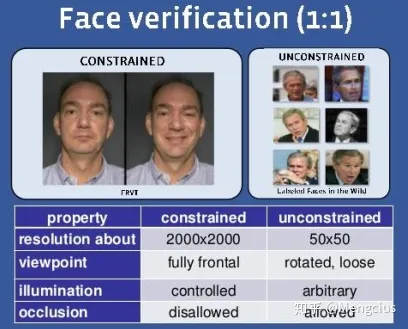 Face verification (1:1)
CONSTRAINED
FRVT
UNCONSTRAINED
Labeled Faces in the Wild
property constrained unconstrained
resolution about 2000x2000 50x50
viewpoint fully frontal rotated, loose
illumination controlled arbitrary
occlusion disallowed allowed
知乎 @Mengcius